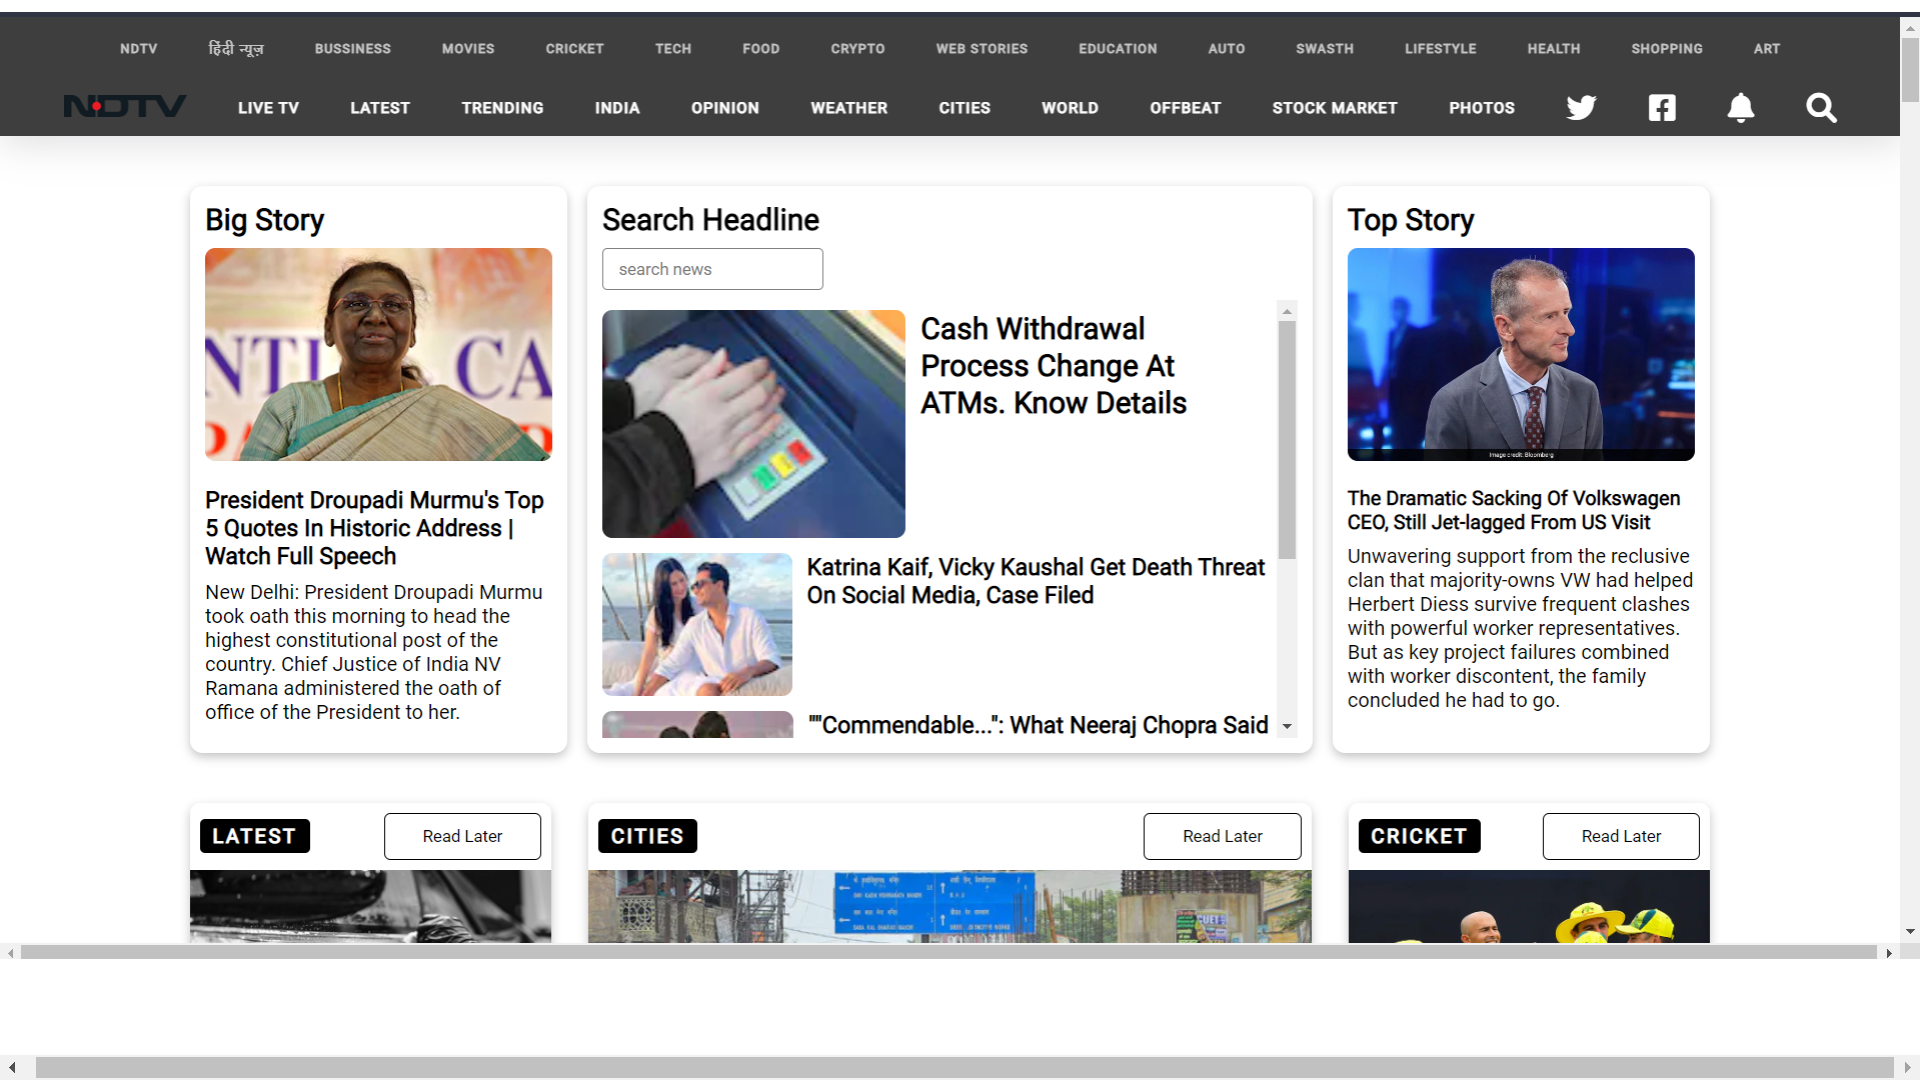 NDTV हिंदी न्यूज़ BUSSINESS MOVIES CRICKET TECH FOOD CRYPTO WEB STORIES EDUCATION AUTO SWASTH LIFESTYLE HEALTH SHOPPING ART
NDTV LIVE TV LATEST TRENDING INDIA OPINION WEATHER CITIES WORLD OFFBEAT STOCK MARKET PHOTOS
Big Story
President Droupadi Murmu's Top
5 Quotes In Historic Address |
Watch Full Speech
New Delhi: President Droupadi Murmu
took oath this morning to head the
highest constitutional post of the
country. Chief Justice of India NV
Ramana administered the oath of
office of the President to her.
Search Headline
search news
Cash Withdrawal
Process Change At
ATMs. Know Details
Katrina Kaif, Vicky Kaushal Get Death Threat
On Social Media, Case Filed
""Commendable...": What Neeraj Chopra Said
Top Story
Image credit: Bloomberg
The Dramatic Sacking Of Volkswagen
CEO, Still Jet-lagged From US Visit
Unwavering support from the reclusive
clan that majority-owns VW had helped
Herbert Diess survive frequent clashes
with powerful worker representatives.
But as key project failures combined
with worker discontent, the family
concluded he had to go.
LATEST Read Later
CITIES Read Later
CUET
CRICKET Read Later